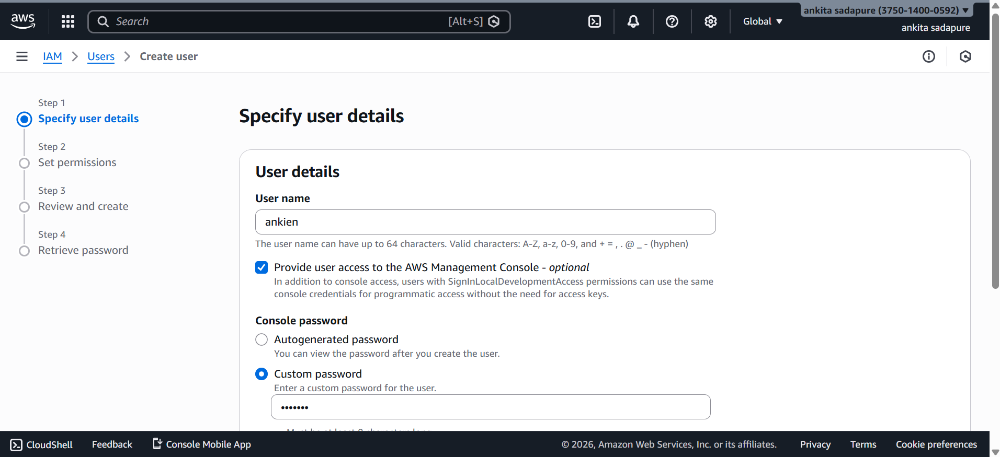 aws
Search [Alt+S]
Global
ankita sadapure (3750-1400-0592)
ankita sadapure
IAM > Users > Create user
Step 1
Specify user details
Step 2
Set permissions
Step 3
Review and create
Step 4
Retrieve password
Specify user details
User details
User name
ankien
The user name can have up to 64 characters. Valid characters: A-Z, a-z, 0-9, and + = , . @ _ - (hyphen)
Provide user access to the AWS Management Console - optional
In addition to console access, users with SignInLocalDevelopmentAccess permissions can use the same
console credentials for programmatic access without the need for access keys.
Console password
Autogenerated password
You can view the password after you create the user.
Custom password
Enter a custom password for the user.
•••••••
CloudShell Feedback Console Mobile App © 2026, Amazon Web Services, Inc. or its affiliates. Privacy Terms Cookie preferences